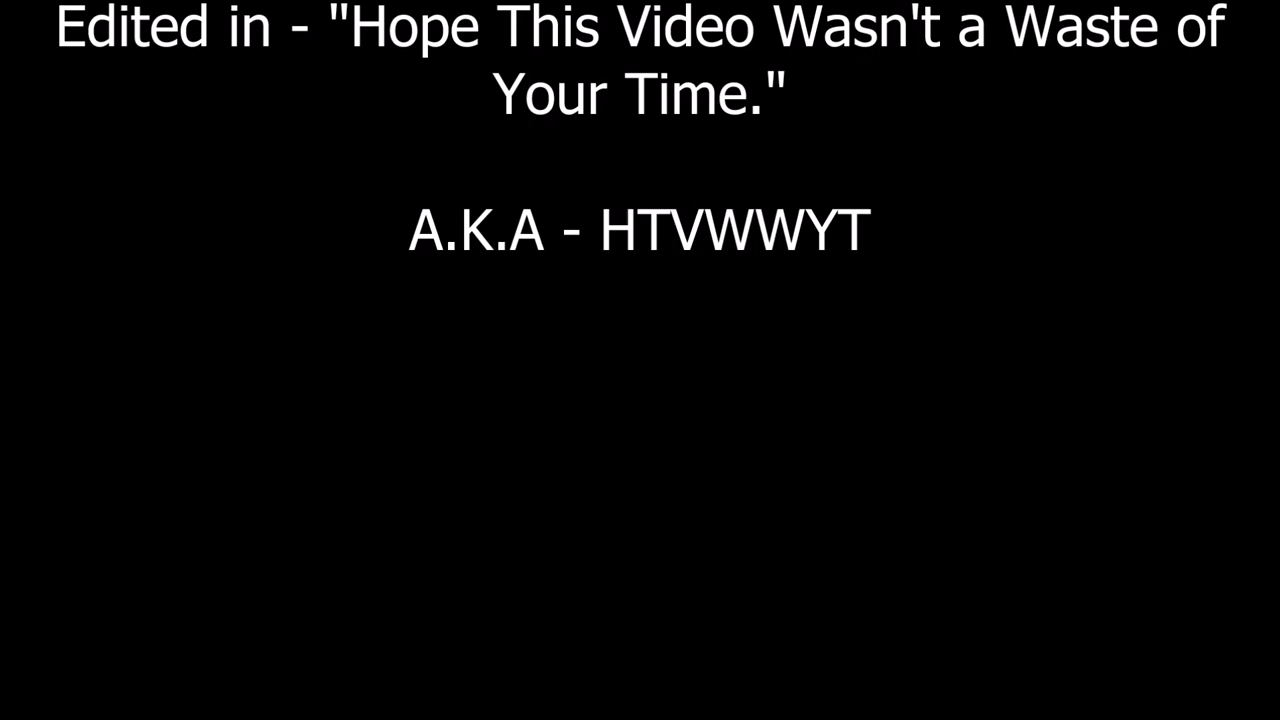 Edited in - "Hope This Video Wasn't a Waste of
Your Time."
A.K.A - HTVWWYT